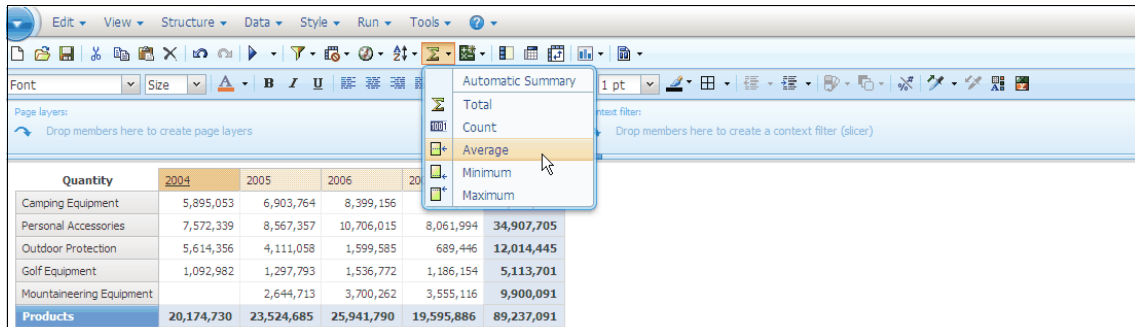 Edit View Structure Data Style Run Tools
B I U 1 pt
Font Size
Automatic Summary
Total
Count
Average
Minimum
Maximum
Page layers:
Drop members here to create page layers
Drop members here to create a context filter (slicer)
Quantity 2004 2005 2006
Camping Equipment 5,895,053 6,903,764 8,399,156
Personal Accessories 7,572,339 8,567,357 10,706,015 8,061,994 34,907,705
Outdoor Protection 5,614,356 4,111,058 1,599,585 689,446 12,014,445
Golf Equipment 1,092,982 1,297,793 1,536,772 1,186,154 5,113,701
Mountaineering Equipment 2,644,713 3,700,262 3,555,116 9,900,091
Products 20,174,730 23,524,685 25,941,790 19,595,886 89,237,091